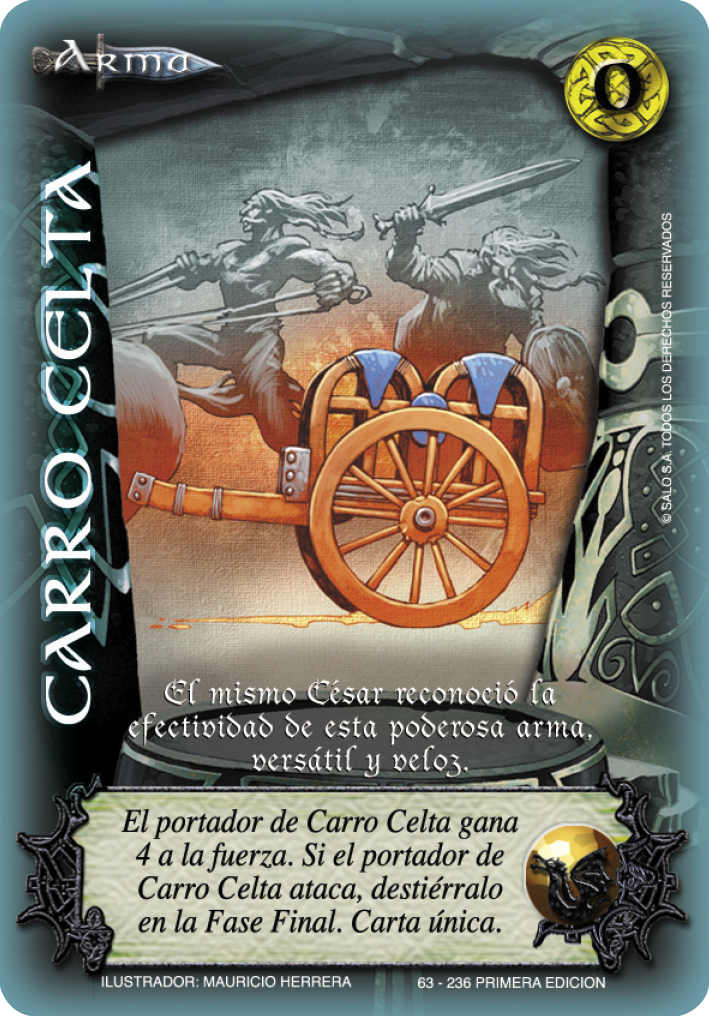 Arma
0
CARRO CELTA
© SALO S.A. TODOS LOS DERECHOS RESERVADOS
El mismo César reconoció la
efectividad de esta poderosa arma,
versátil y veloz.
El portador de Carro Celta gana
4 a la fuerza. Si el portador de
Carro Celta ataca, destiérralo
en la Fase Final. Carta única.
ILUSTRADOR: MAURICIO HERRERA
63 - 236 PRIMERA EDICION